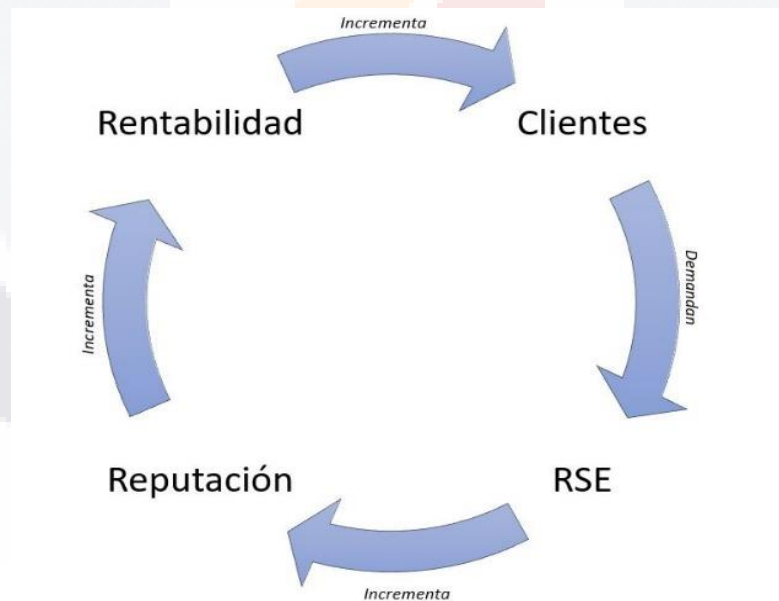 Incrementa
Rentabilidad
Clientes
Incrementa
Demandan
Reputación
RSE
Incrementa